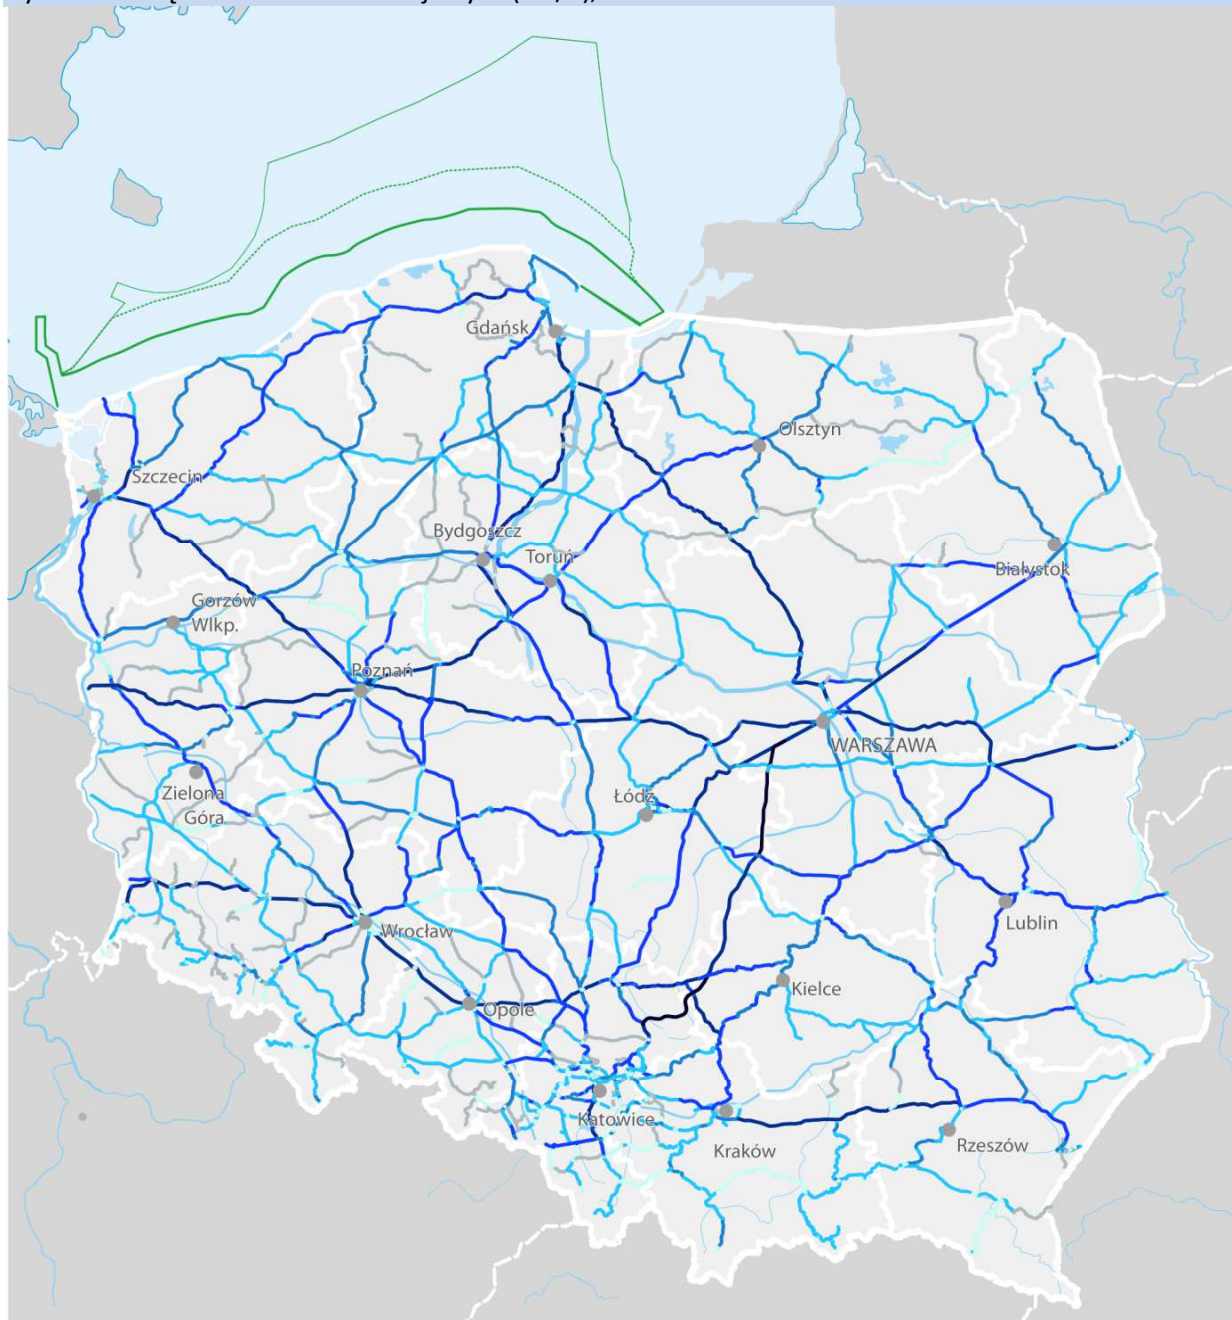 Gdańsk
Olsztyn
Szczecin
Bydgoszcz
Toruń
Białystok
Gorzów
Wlkp.
Poznań
WARSZAWA
Zielona
Góra
Łódź
Lublin
Wrocław
Kielce
Opole
Katowice
Kraków
Rzeszów